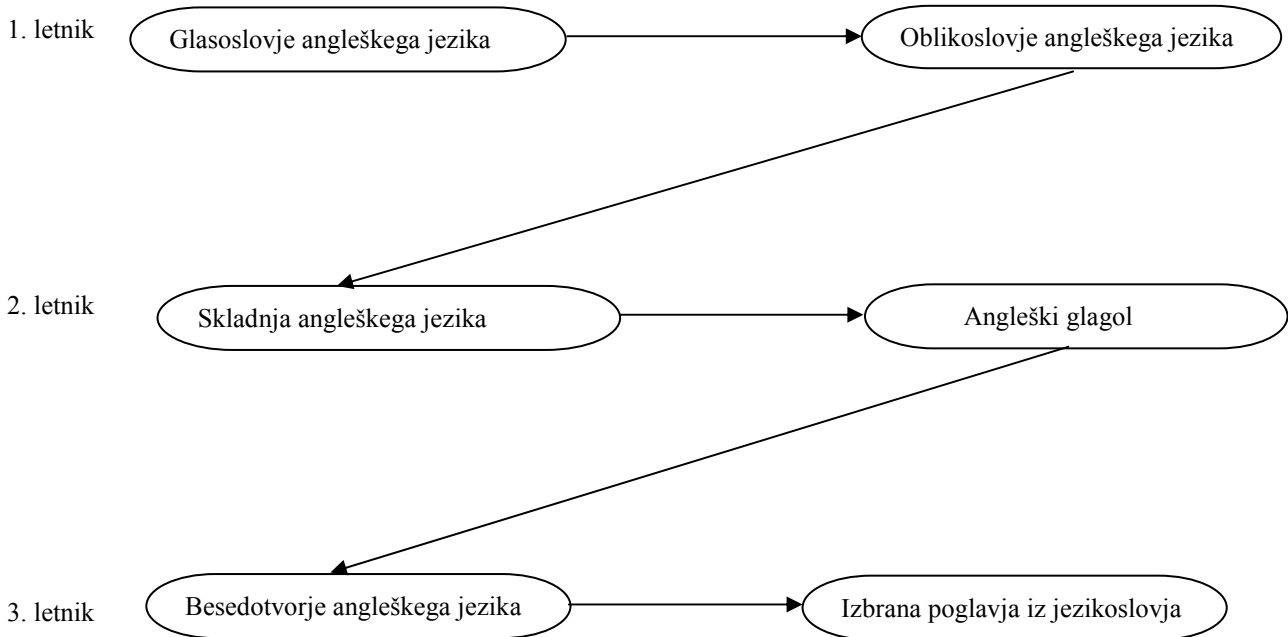 1. letnik
Glasoslovje angleškega jezika
Oblikoslovje angleškega jezika
2. letnik
Skladnja angleškega jezika
Angleški glagol
3. letnik
Besedotvorje angleškega jezika
Izbrana poglavja iz jezikoslovja